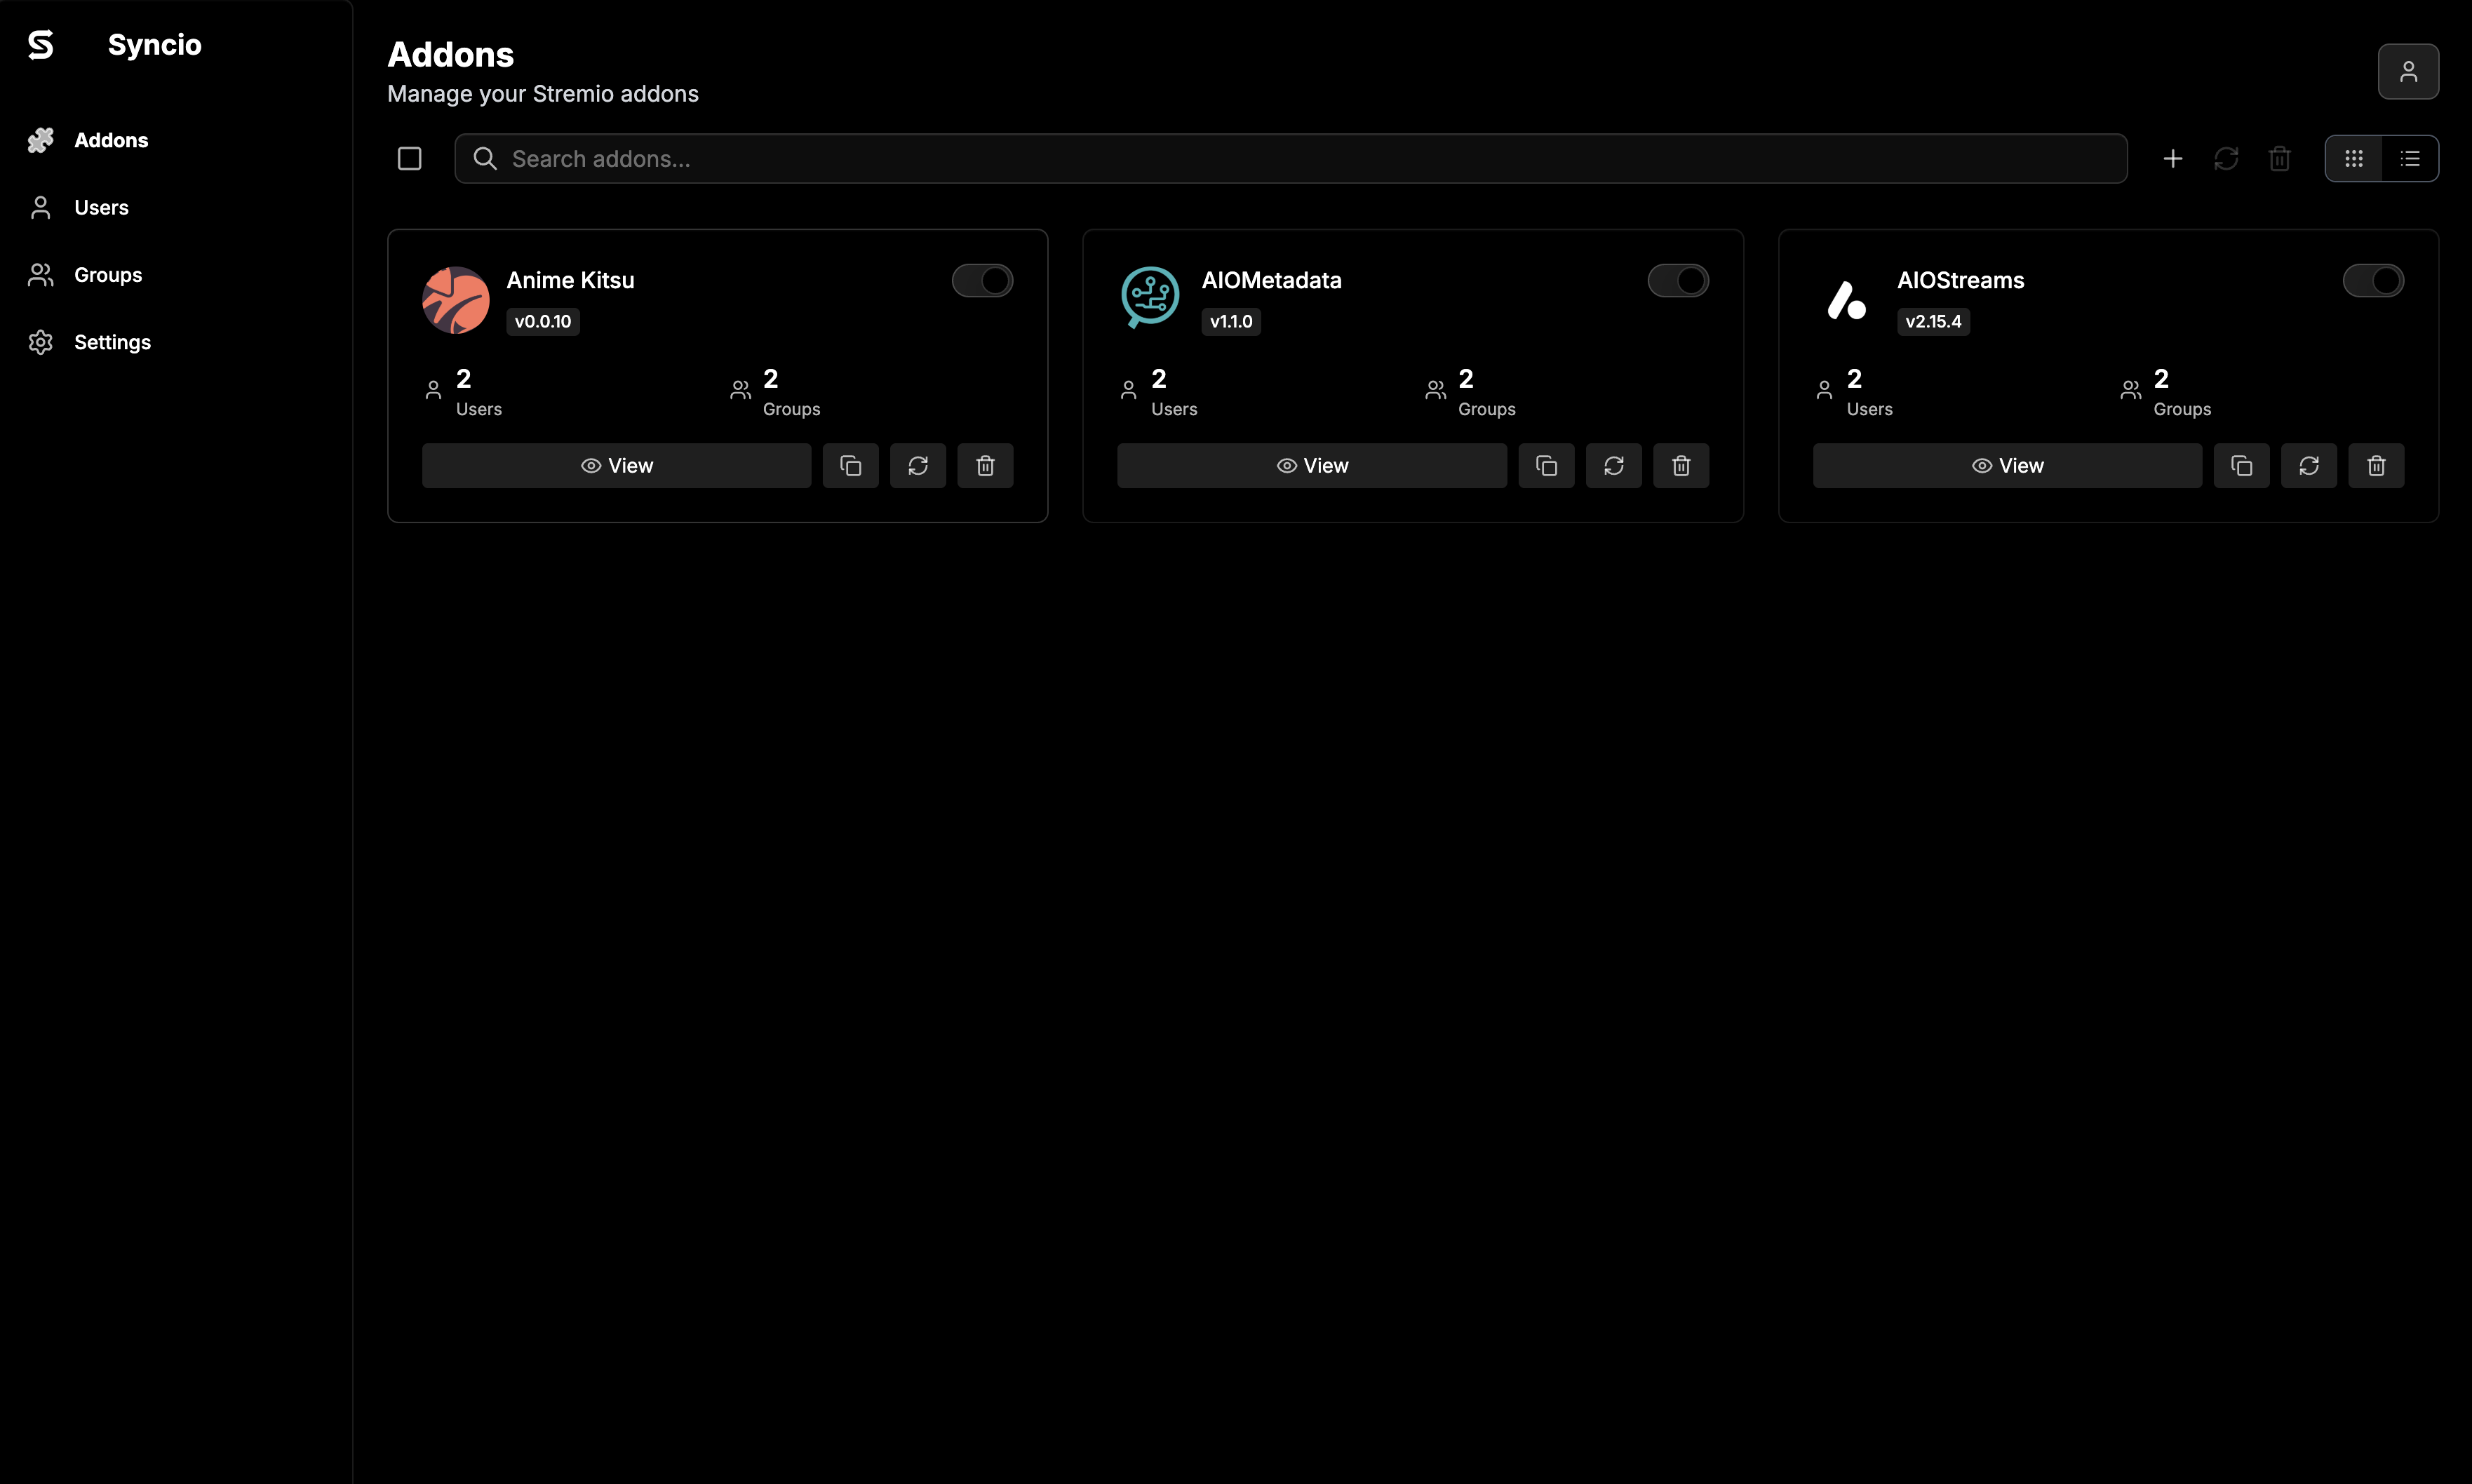 Syncio
Addons
Users
Groups
Settings
Addons
Manage your Stremio addons
Search addons...
Anime Kitsu
v0.0.10
2
Users
2
Groups
View
AIOMetadata
v1.1.0
2
Users
2
Groups
View
AIOStreams
v2.15.4
2
Users
2
Groups
View